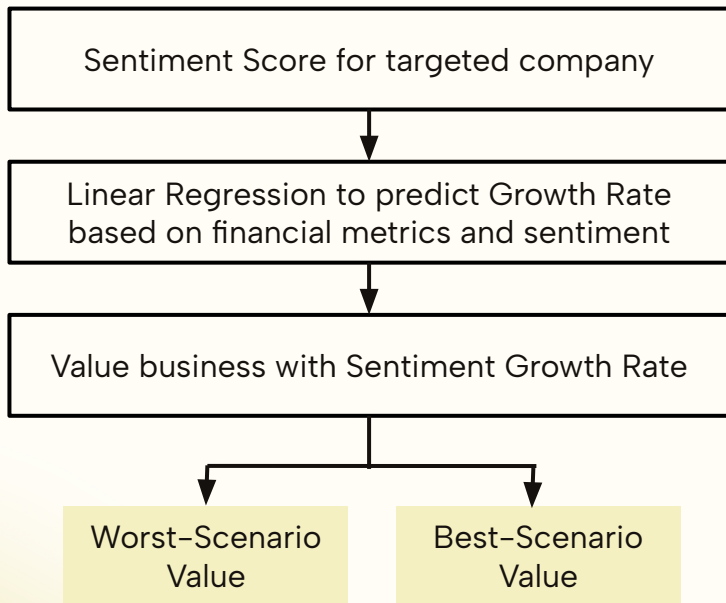 Sentiment Score for targeted company
Linear Regression to predict Growth Rate
based on financial metrics and sentiment
Value business with Sentiment Growth Rate
Worst-Scenario
Value
Best-Scenario
Value